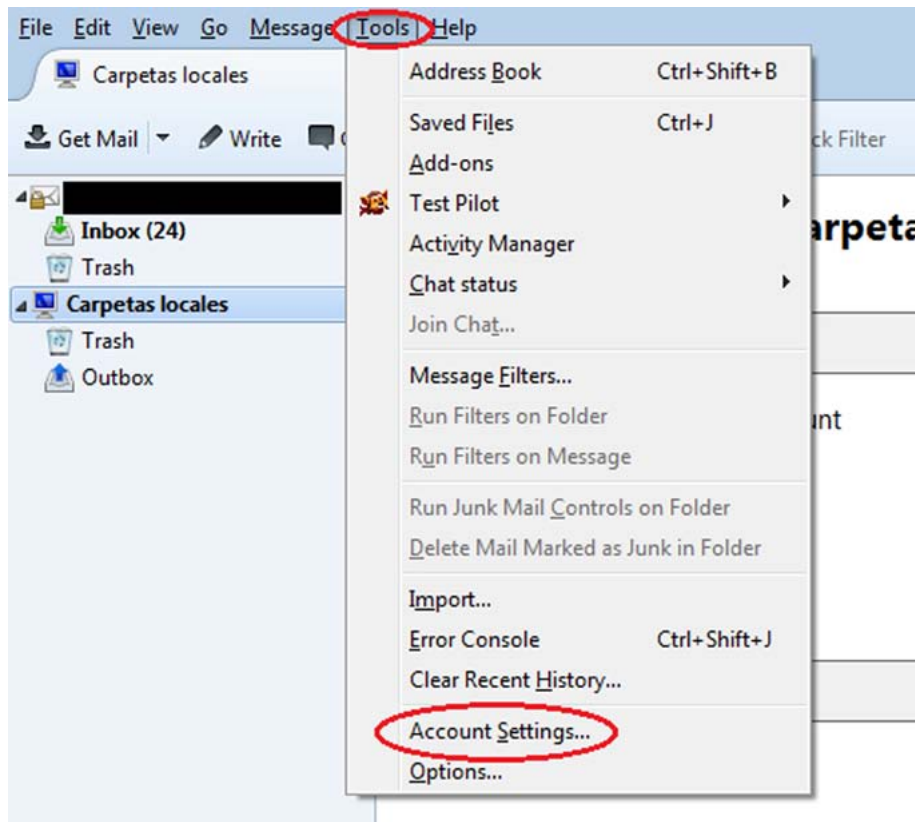 File Edit View Go Message Tools Help
Carpetas locales
Get Mail Write
ck Filter
Inbox (24)
Trash
Carpetas locales
Trash
Outbox
Address Book Ctrl+Shift+B
Saved Files Ctrl+J
Add-ons
Test Pilot
Activity Manager
Chat status
Join Chat...
Message Filters...
Run Filters on Folder
Run Filters on Message
Run Junk Mail Controls on Folder
Delete Mail Marked as Junk in Folder
Import...
Error Console Ctrl+Shift+J
Clear Recent History...
Account Settings...
Options...
arpeta
unt